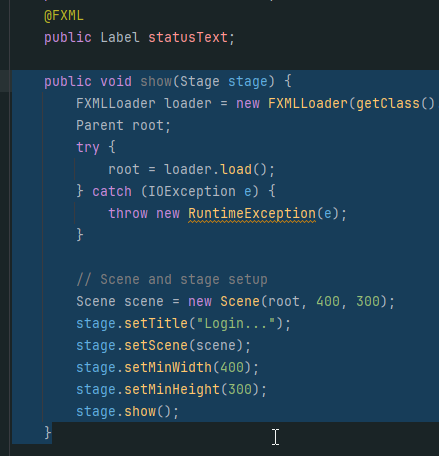 @FXML
public Label statusText;
public void show(Stage stage) {
FXMLLoader loader = new FXMLLoader(getClass()
Parent root;
try {
root = loader.load();
} catch (IOException e) {
throw new RuntimeException(e);
}
// Scene and stage setup
Scene scene = new Scene(root, 400, 300);
stage.setTitle("Login...");
stage.setScene(scene);
stage.setMinWidth(400);
stage.setMinHeight(300);
stage.show();
}